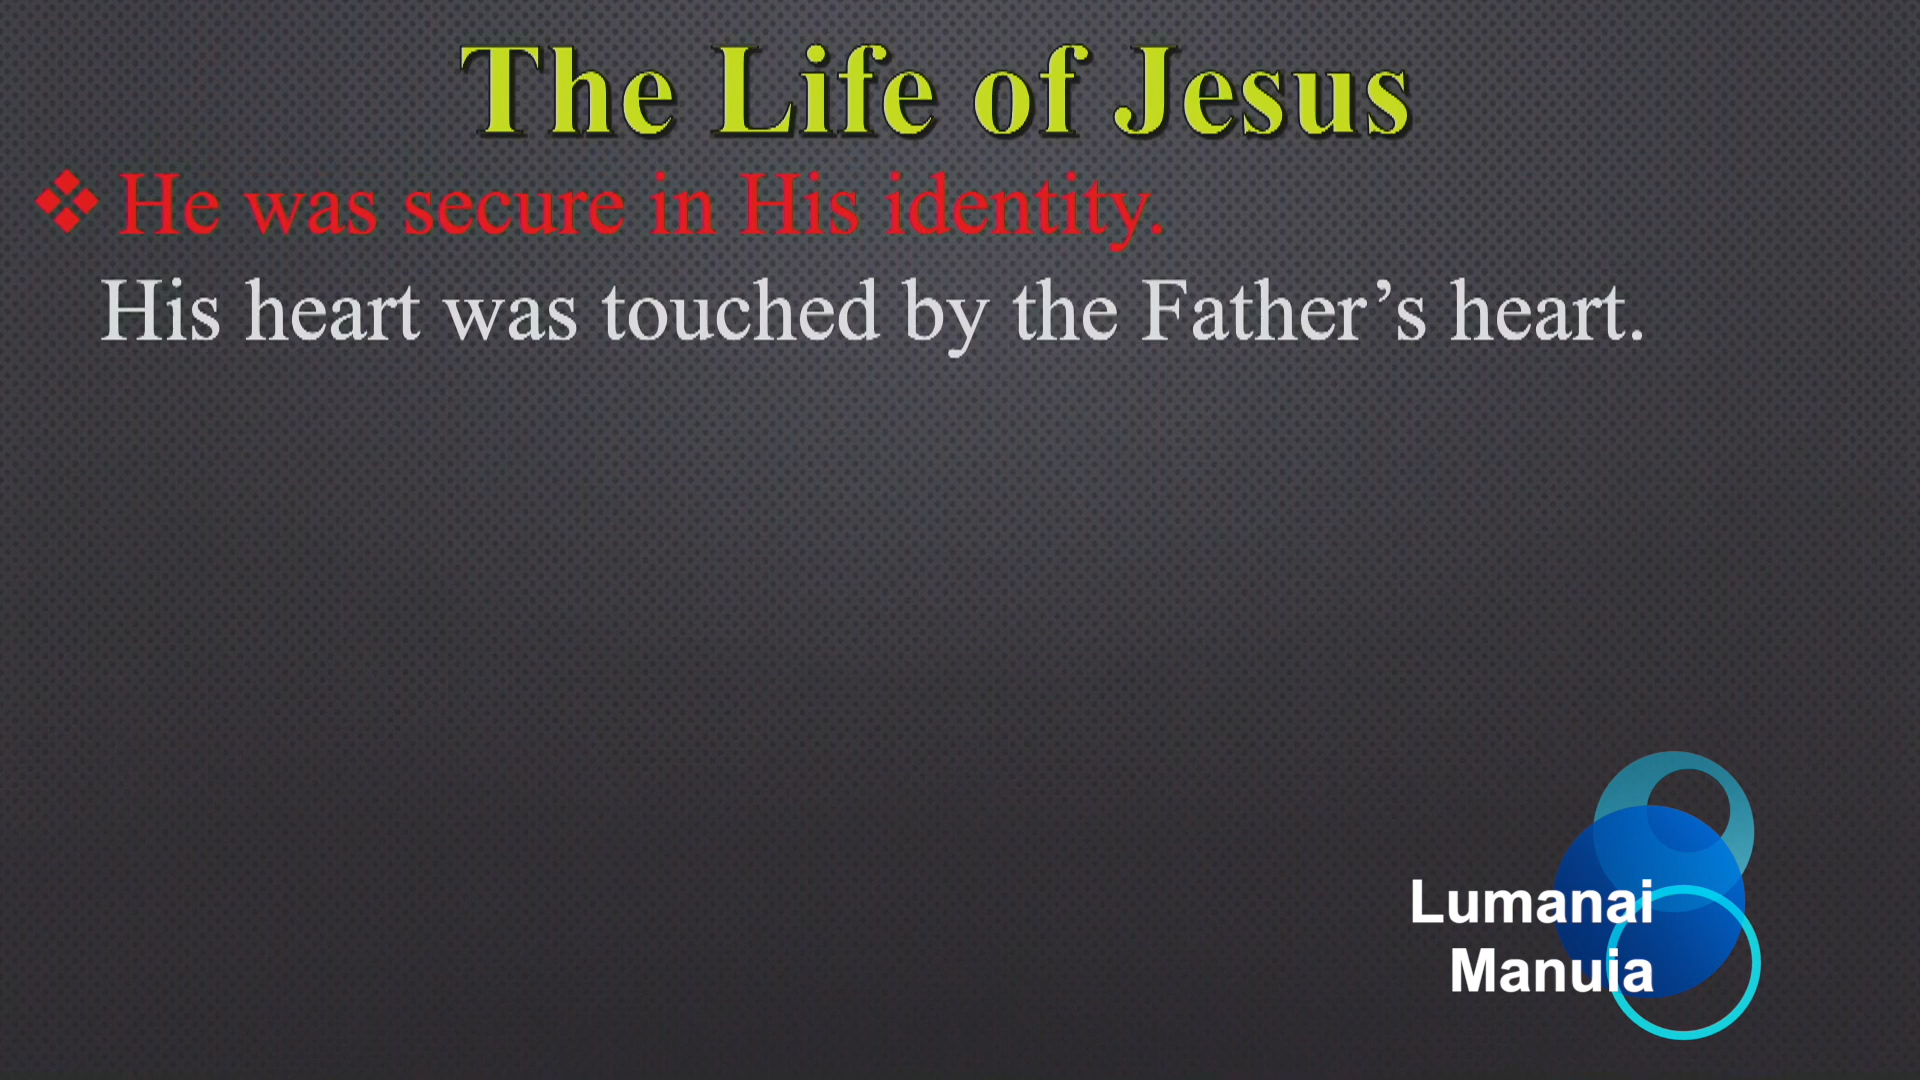 The Life of Jesus
❖ He was secure in His identity.
His heart was touched by the Father’s heart.
Lumanai
Manuia